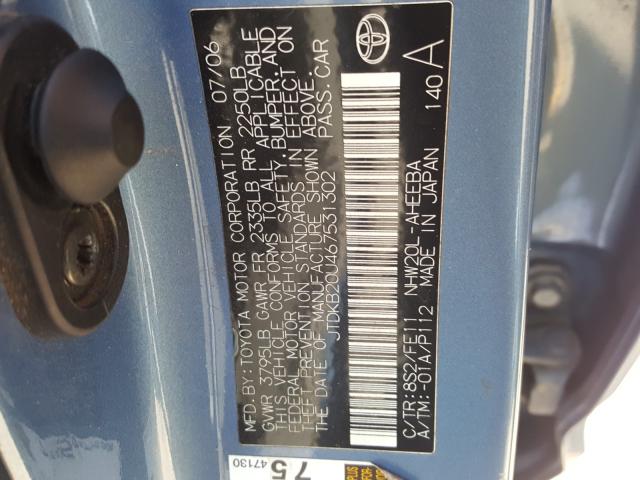 MFD. BY: TOYOTA MOTOR CORPORATION 07/06
GVWR 3795LB GAWR FR 2335LB RR 2250LB
THIS VEHICLE CONFORMS TO ALL APPLICABLE
FEDERAL MOTOR VEHICLE SAFETY, BUMPER, AND
THEFT PREVENTION STANDARDS IN EFFECT ON
THE DATE OF MANUFACTURE SHOWN ABOVE.
JTDKB20U467531302 PASS. CAR
C/TR: 8S2/FE11 NHW20L-AHEEBA
A/TM: -01A/P112 MADE IN JAPAN 140 A
75
47130
PLUS